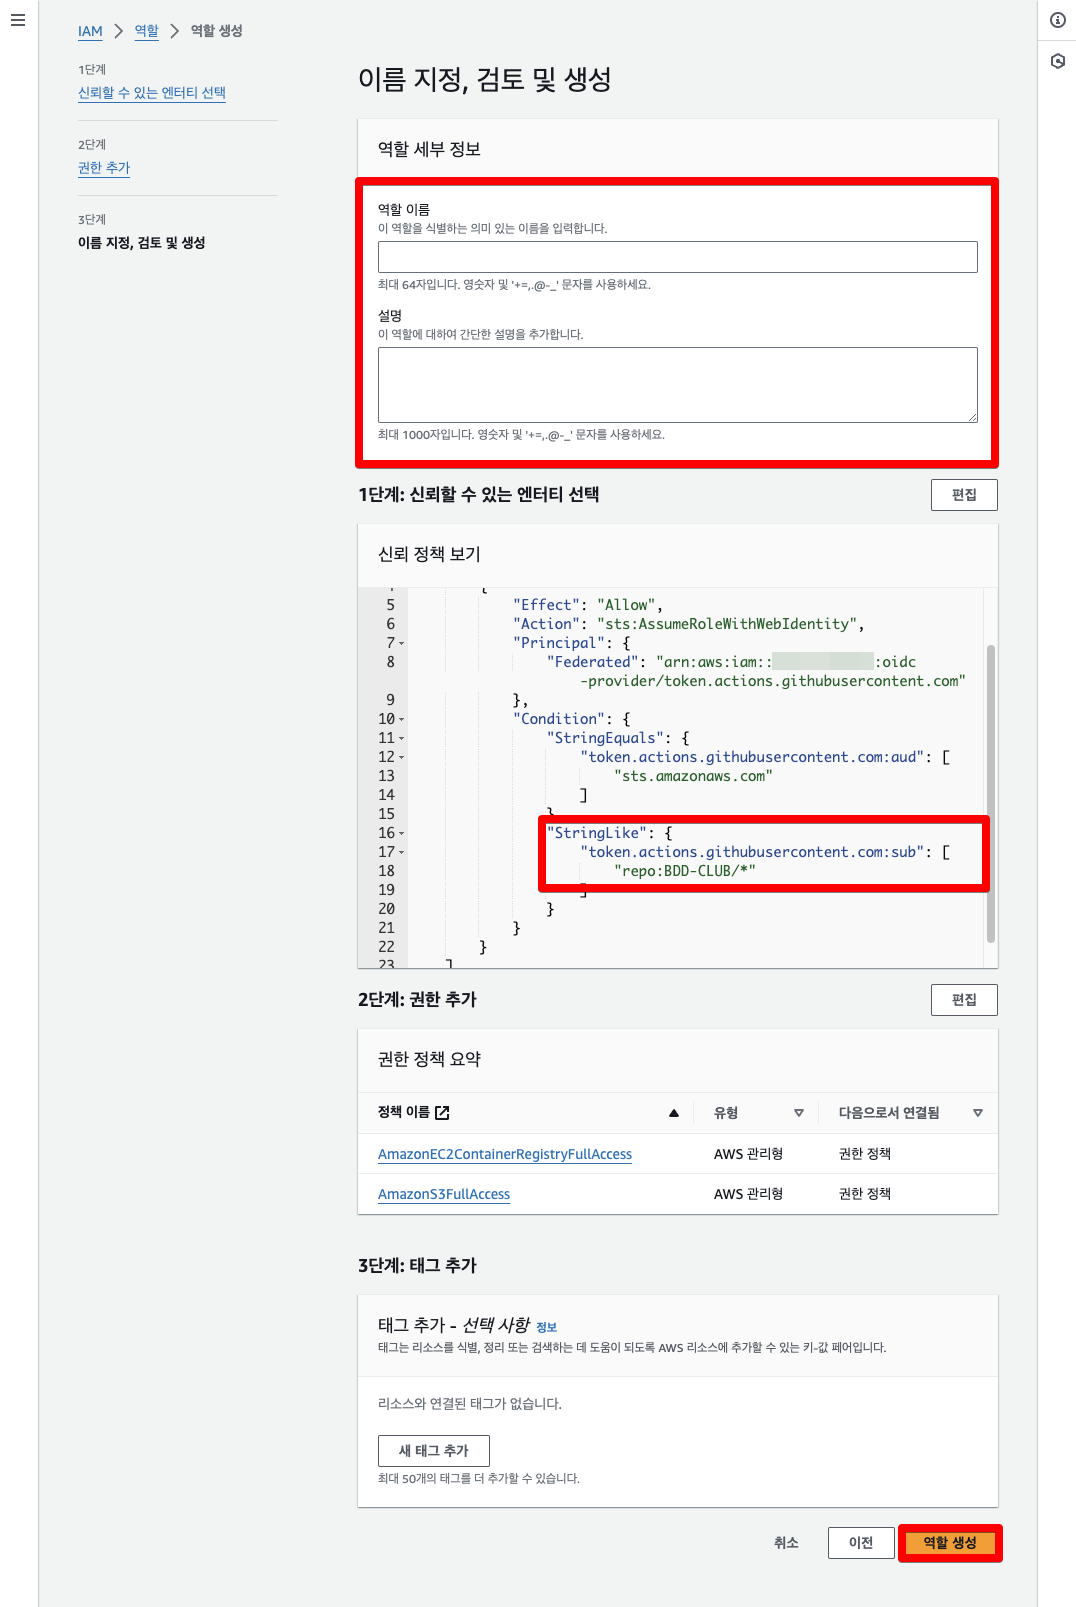 IAM > 역할 > 역할 생성
1단계
신뢰할 수 있는 엔터티 선택
2단계
권한 추가
3단계
이름 지정, 검토 및 생성
이름 지정, 검토 및 생성
역할 세부 정보
역할 이름
이 역할을 식별하는 의미 있는 이름을 입력합니다.
최대 64자입니다. 영숫자 및 '+=,.@-_' 문자를 사용하세요.
설명
이 역할에 대하여 간단한 설명을 추가합니다.
최대 1000자입니다. 영숫자 및 '+=,.@-_' 문자를 사용하세요.
1단계: 신뢰할 수 있는 엔터티 선택
편집
신뢰 정책 보기
5 "Effect": "Allow",
6 "Action": "sts:AssumeRoleWithWebIdentity",
7 "Principal": {
8 "Federated": "arn:aws:iam:: :oidc
-provider/token.actions.githubusercontent.com"
9 },
10 "Condition": {
11 "StringEquals": {
12 "token.actions.githubusercontent.com:aud": [
13 "sts.amazonaws.com"
14 ]
15
16 "StringLike": {
17 "token.actions.githubusercontent.com:sub": [
18 "repo:BDD-CLUB/*"
19 ]
20 }
21 }
22 }
23 ]
2단계: 권한 추가
편집
권한 정책 요약
정책 이름 유형 다음으로서 연결됨
AmazonEC2ContainerRegistryFullAccess AWS 관리형 권한 정책
AmazonS3FullAccess AWS 관리형 권한 정책
3단계: 태그 추가
태그 추가 - 선택 사항 정보
태그는 리소스를 식별, 정리 또는 검색하는 데 도움이 되도록 AWS 리소스에 추가할 수 있는 키-값 페어입니다.
리소스와 연결된 태그가 없습니다.
새 태그 추가
최대 50개의 태그를 더 추가할 수 있습니다.
취소 이전 역할 생성